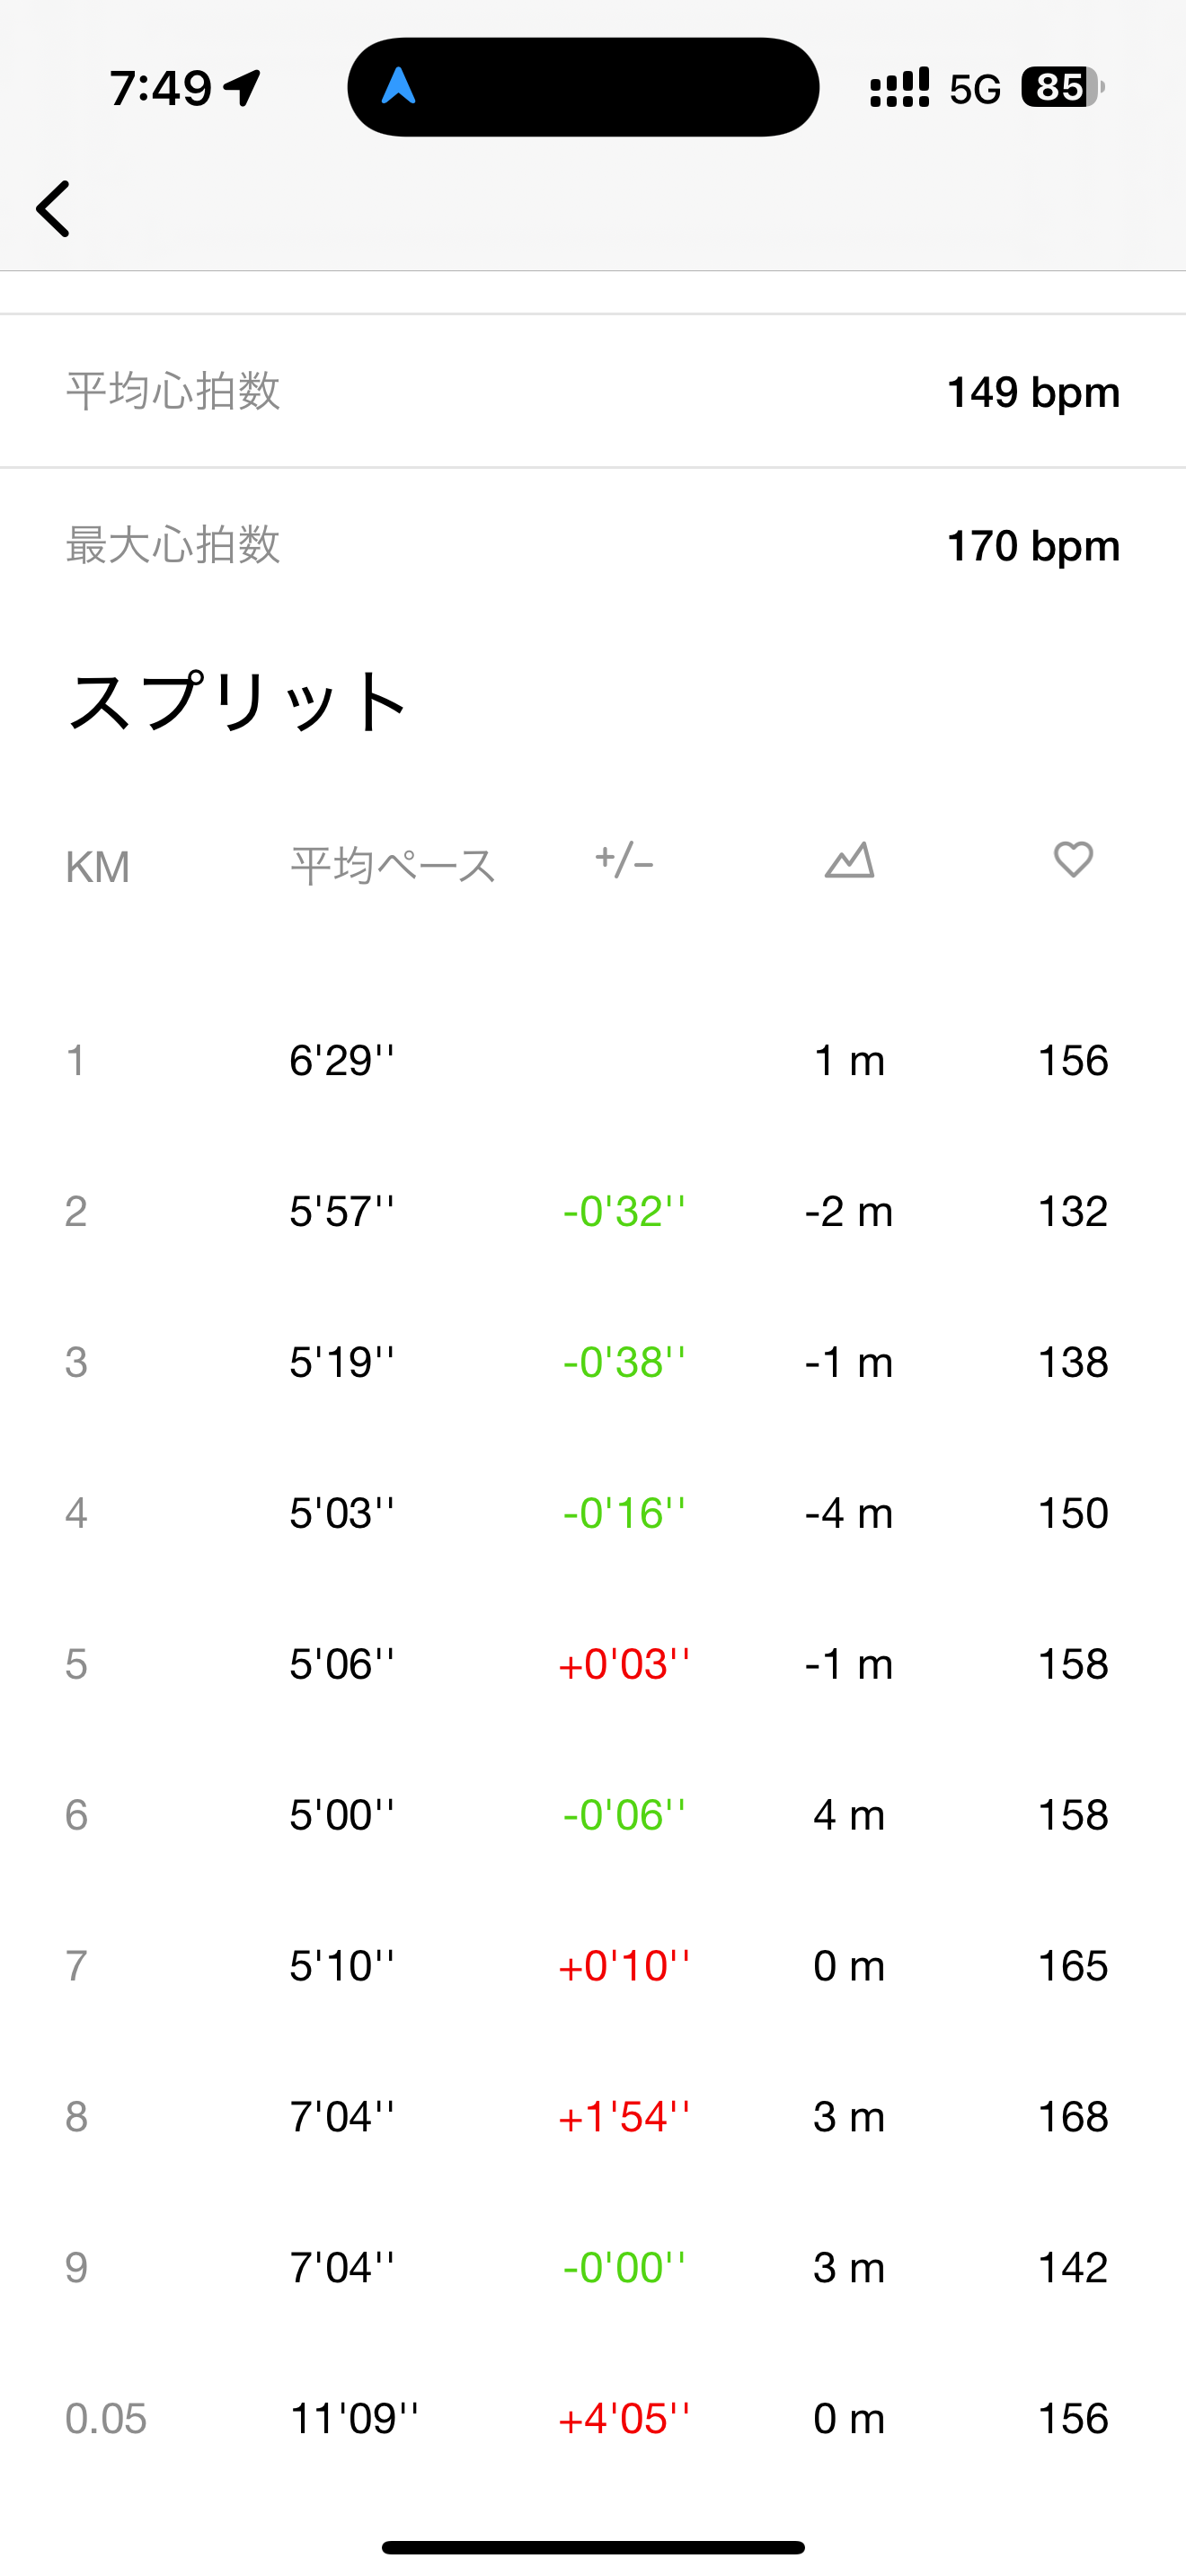 7:49 5G 85
平均心拍数 149 bpm
最大心拍数 170 bpm
スプリット
KM 平均ペース +/-
1 6'29'' 1 m 156
2 5'57'' -0'32'' -2 m 132
3 5'19'' -0'38'' -1 m 138
4 5'03'' -0'16'' -4 m 150
5 5'06'' +0'03'' -1 m 158
6 5'00'' -0'06'' 4 m 158
7 5'10'' +0'10'' 0 m 165
8 7'04'' +1'54'' 3 m 168
9 7'04'' -0'00'' 3 m 142
0.05 11'09'' +4'05'' 0 m 156